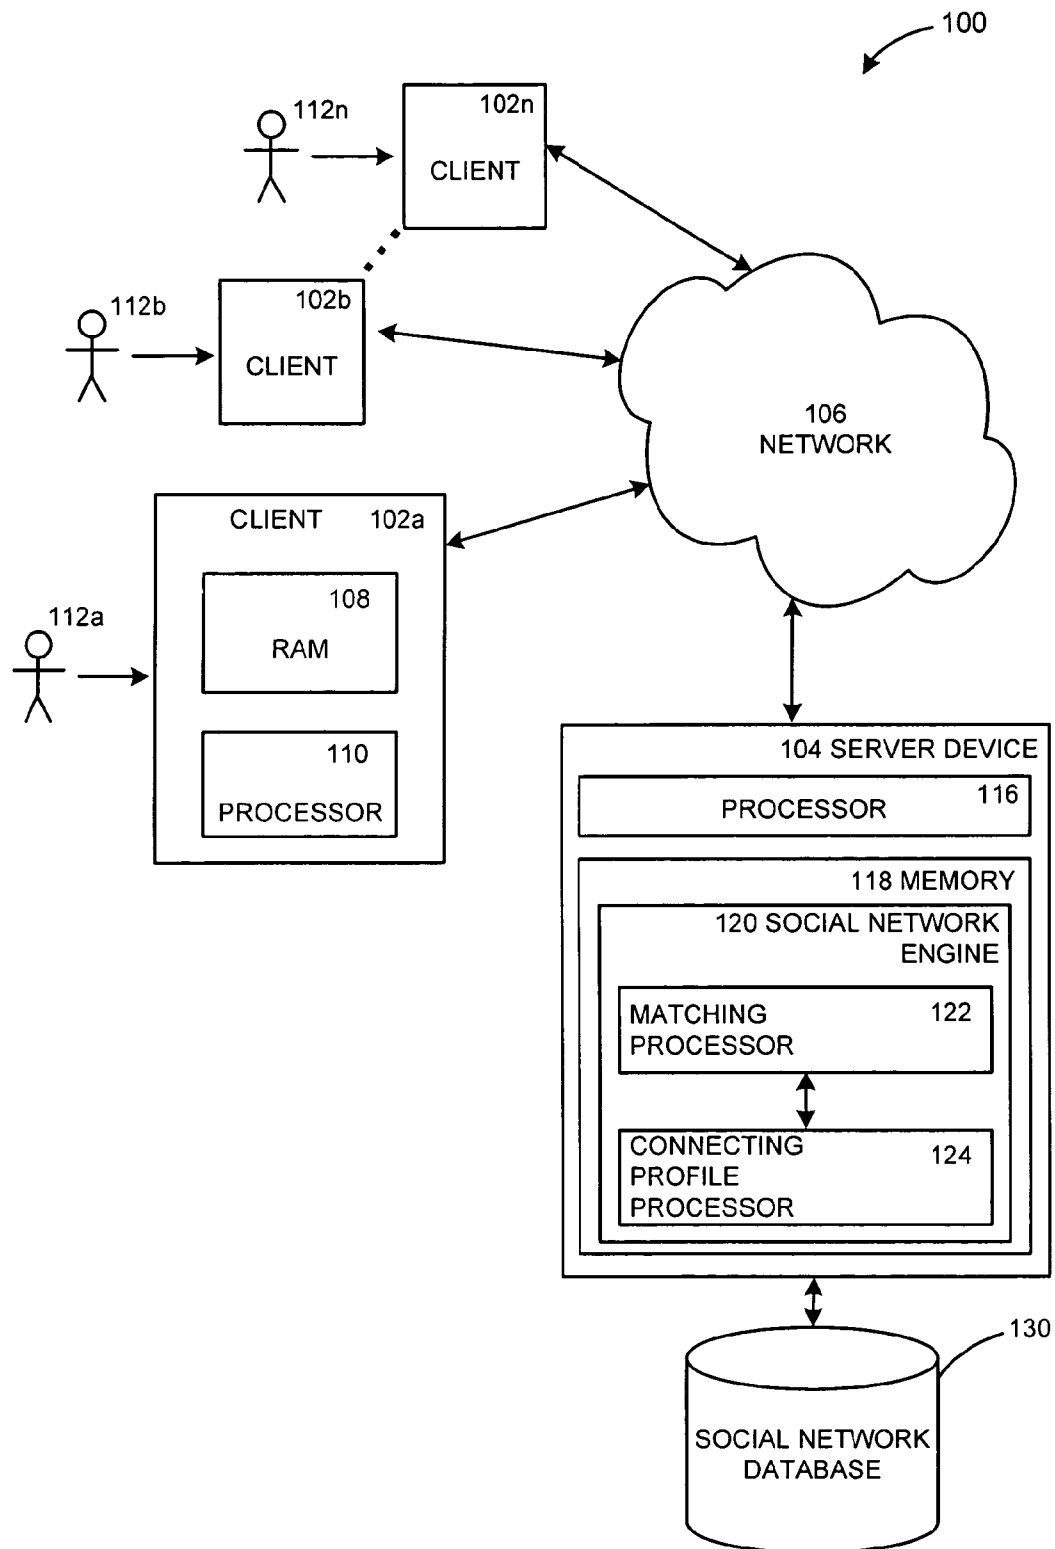 100
112n
102n
CLIENT
112b
102b
CLIENT
106
NETWORK
CLIENT 102a
108
RAM
112a
110
PROCESSOR
104 SERVER DEVICE
PROCESSOR 116
118 MEMORY
120 SOCIAL NETWORK
ENGINE
MATCHING 122
PROCESSOR
CONNECTING 124
PROFILE
PROCESSOR
130
SOCIAL NETWORK
DATABASE